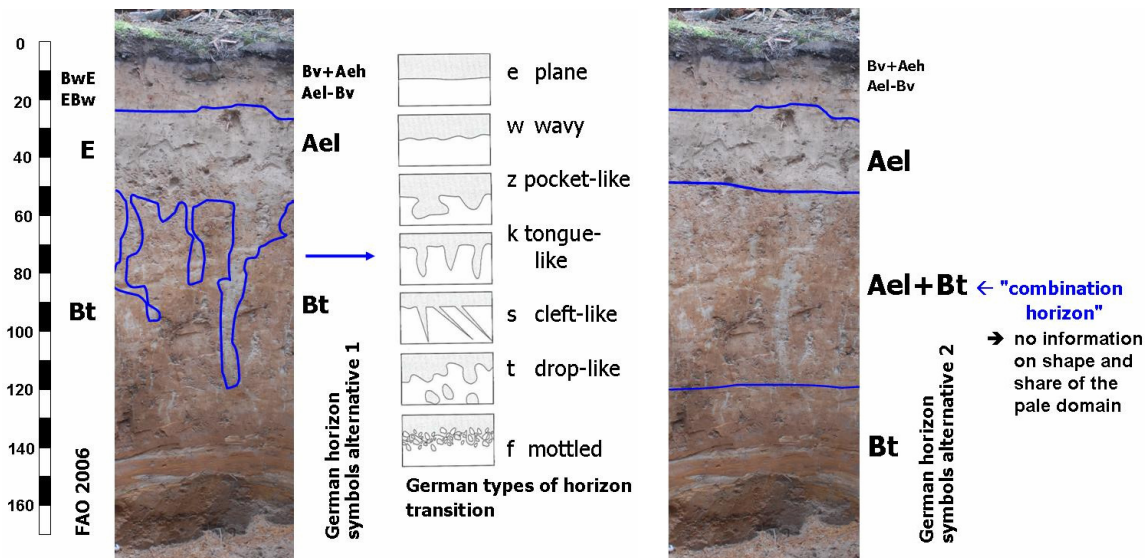 0
20
40
60
80
100
120
140
160
BwE
EBw
E
Bt
FAO 2006
Bv+Aeh
Ael-Bv
Ael
Bt
German horizon
symbols alternative 1
e plane
w wavy
z pocket-like
k tongue-
like
s cleft-like
t drop-like
f mottled
German types of horizon
transition
Bv+Aeh
Ael-Bv
Ael
Ael+Bt ← "combination
horizon"
➔ no information
on shape and
share of the
pale domain
Bt
German horizon
symbols alternative 2